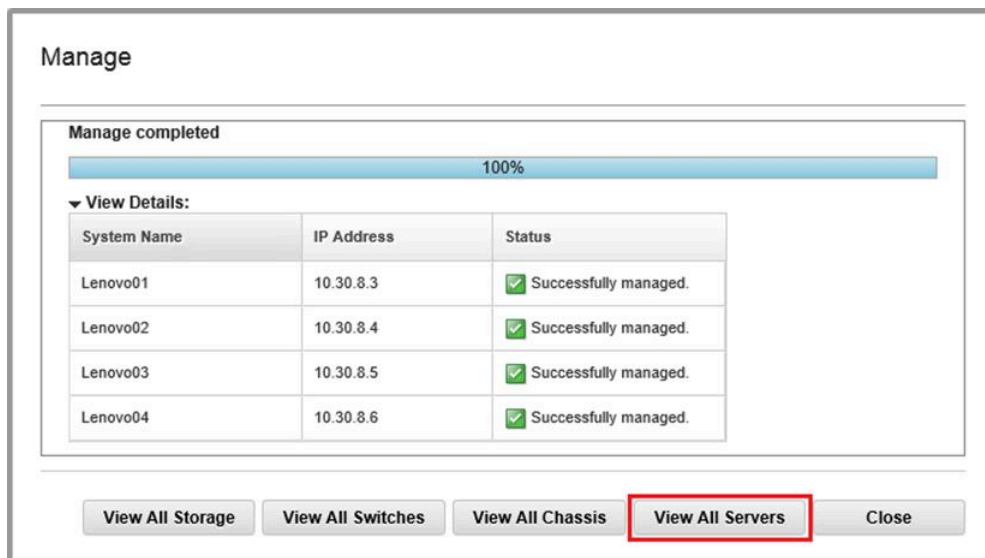 Manage
Manage completed
100%
View Details:
System Name IP Address Status
Lenovo01 10.30.8.3 Successfully managed.
Lenovo02 10.30.8.4 Successfully managed.
Lenovo03 10.30.8.5 Successfully managed.
Lenovo04 10.30.8.6 Successfully managed.
View All Storage View All Switches View All Chassis View All Servers Close